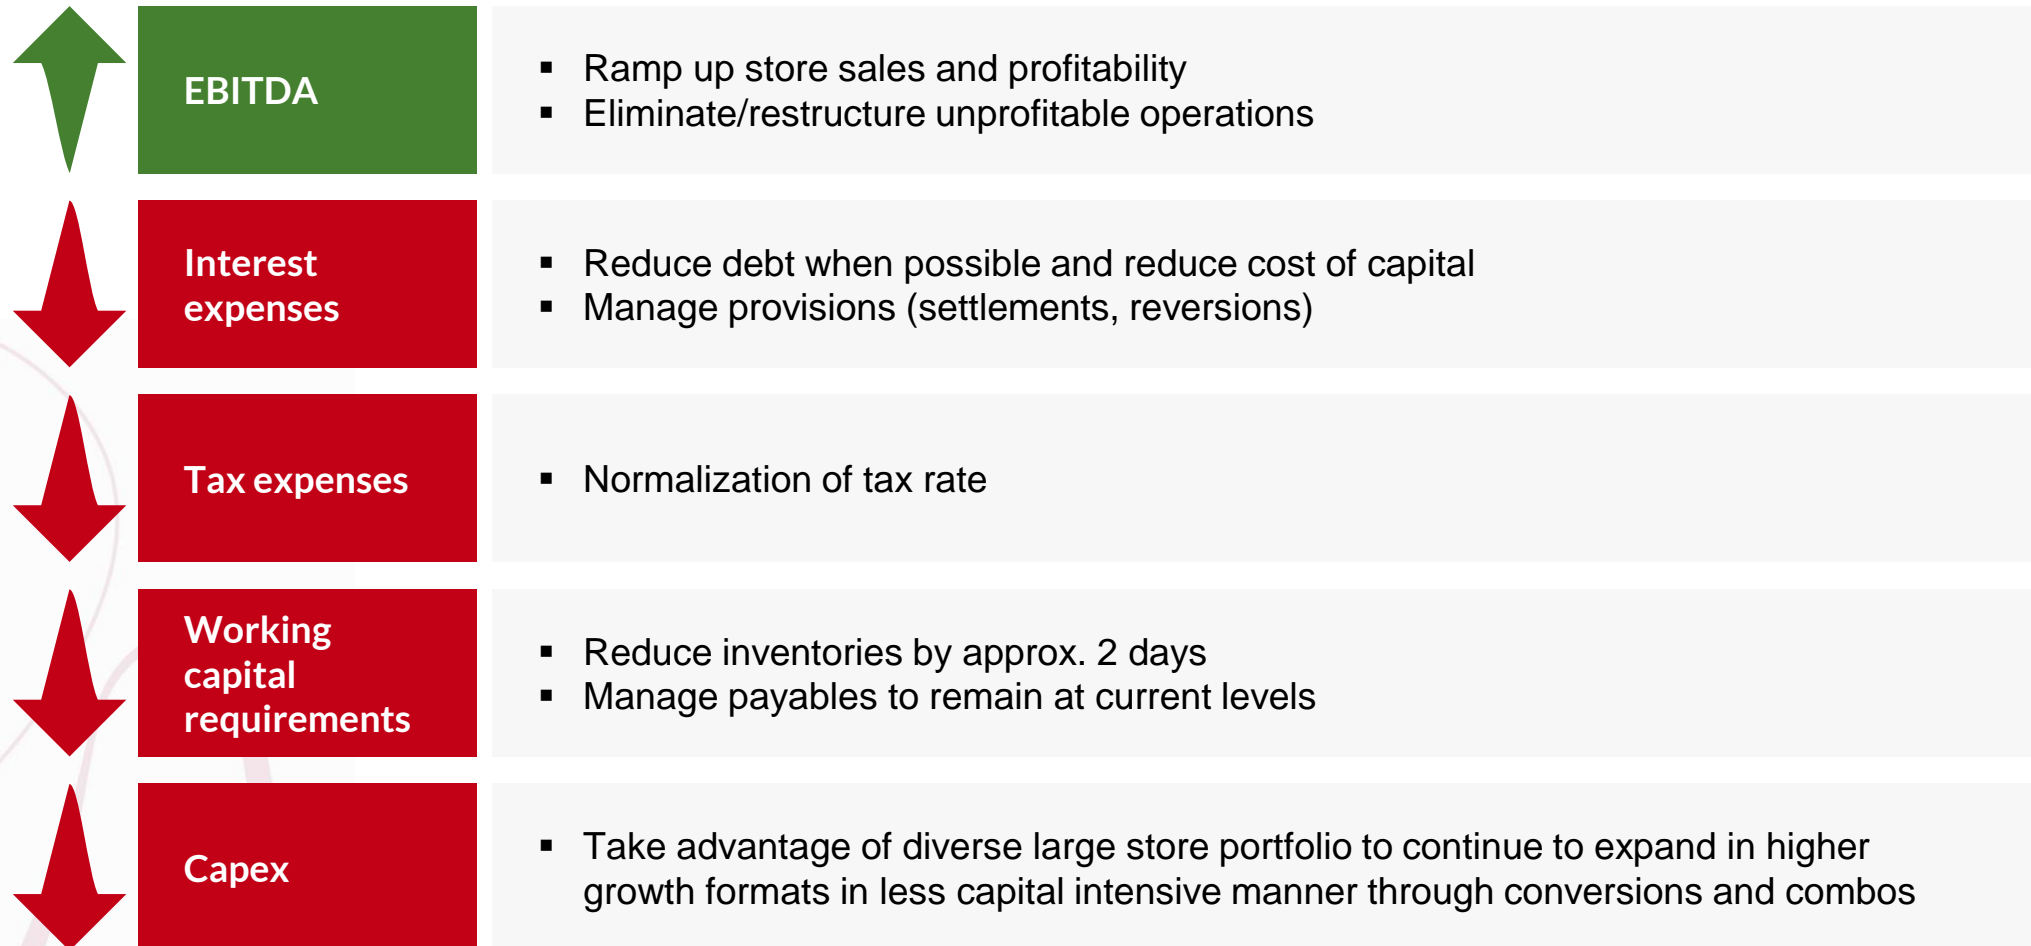 EBITDA
▪ Ramp up store sales and profitability
▪ Eliminate/restructure unprofitable operations
Interest
expenses
▪ Reduce debt when possible and reduce cost of capital
▪ Manage provisions (settlements, reversions)
Tax expenses
▪ Normalization of tax rate
Working
capital
requirements
▪ Reduce inventories by approx. 2 days
▪ Manage payables to remain at current levels
Capex
▪ Take advantage of diverse large store portfolio to continue to expand in higher
growth formats in less capital intensive manner through conversions and combos